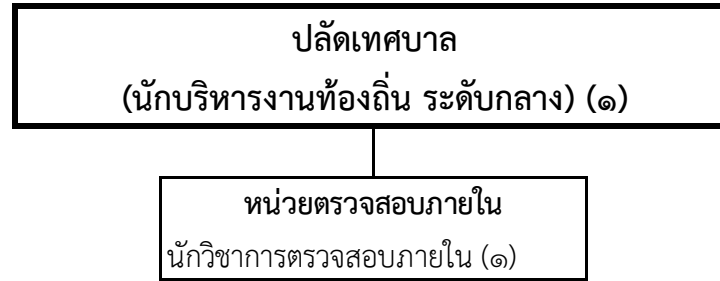 ปลัดเทศบาล
(นักบริหารงานท้องถิ่น ระดับกลาง) (๑)
หน่วยตรวจสอบภายใน
นักวิชาการตรวจสอบภายใน (๑)